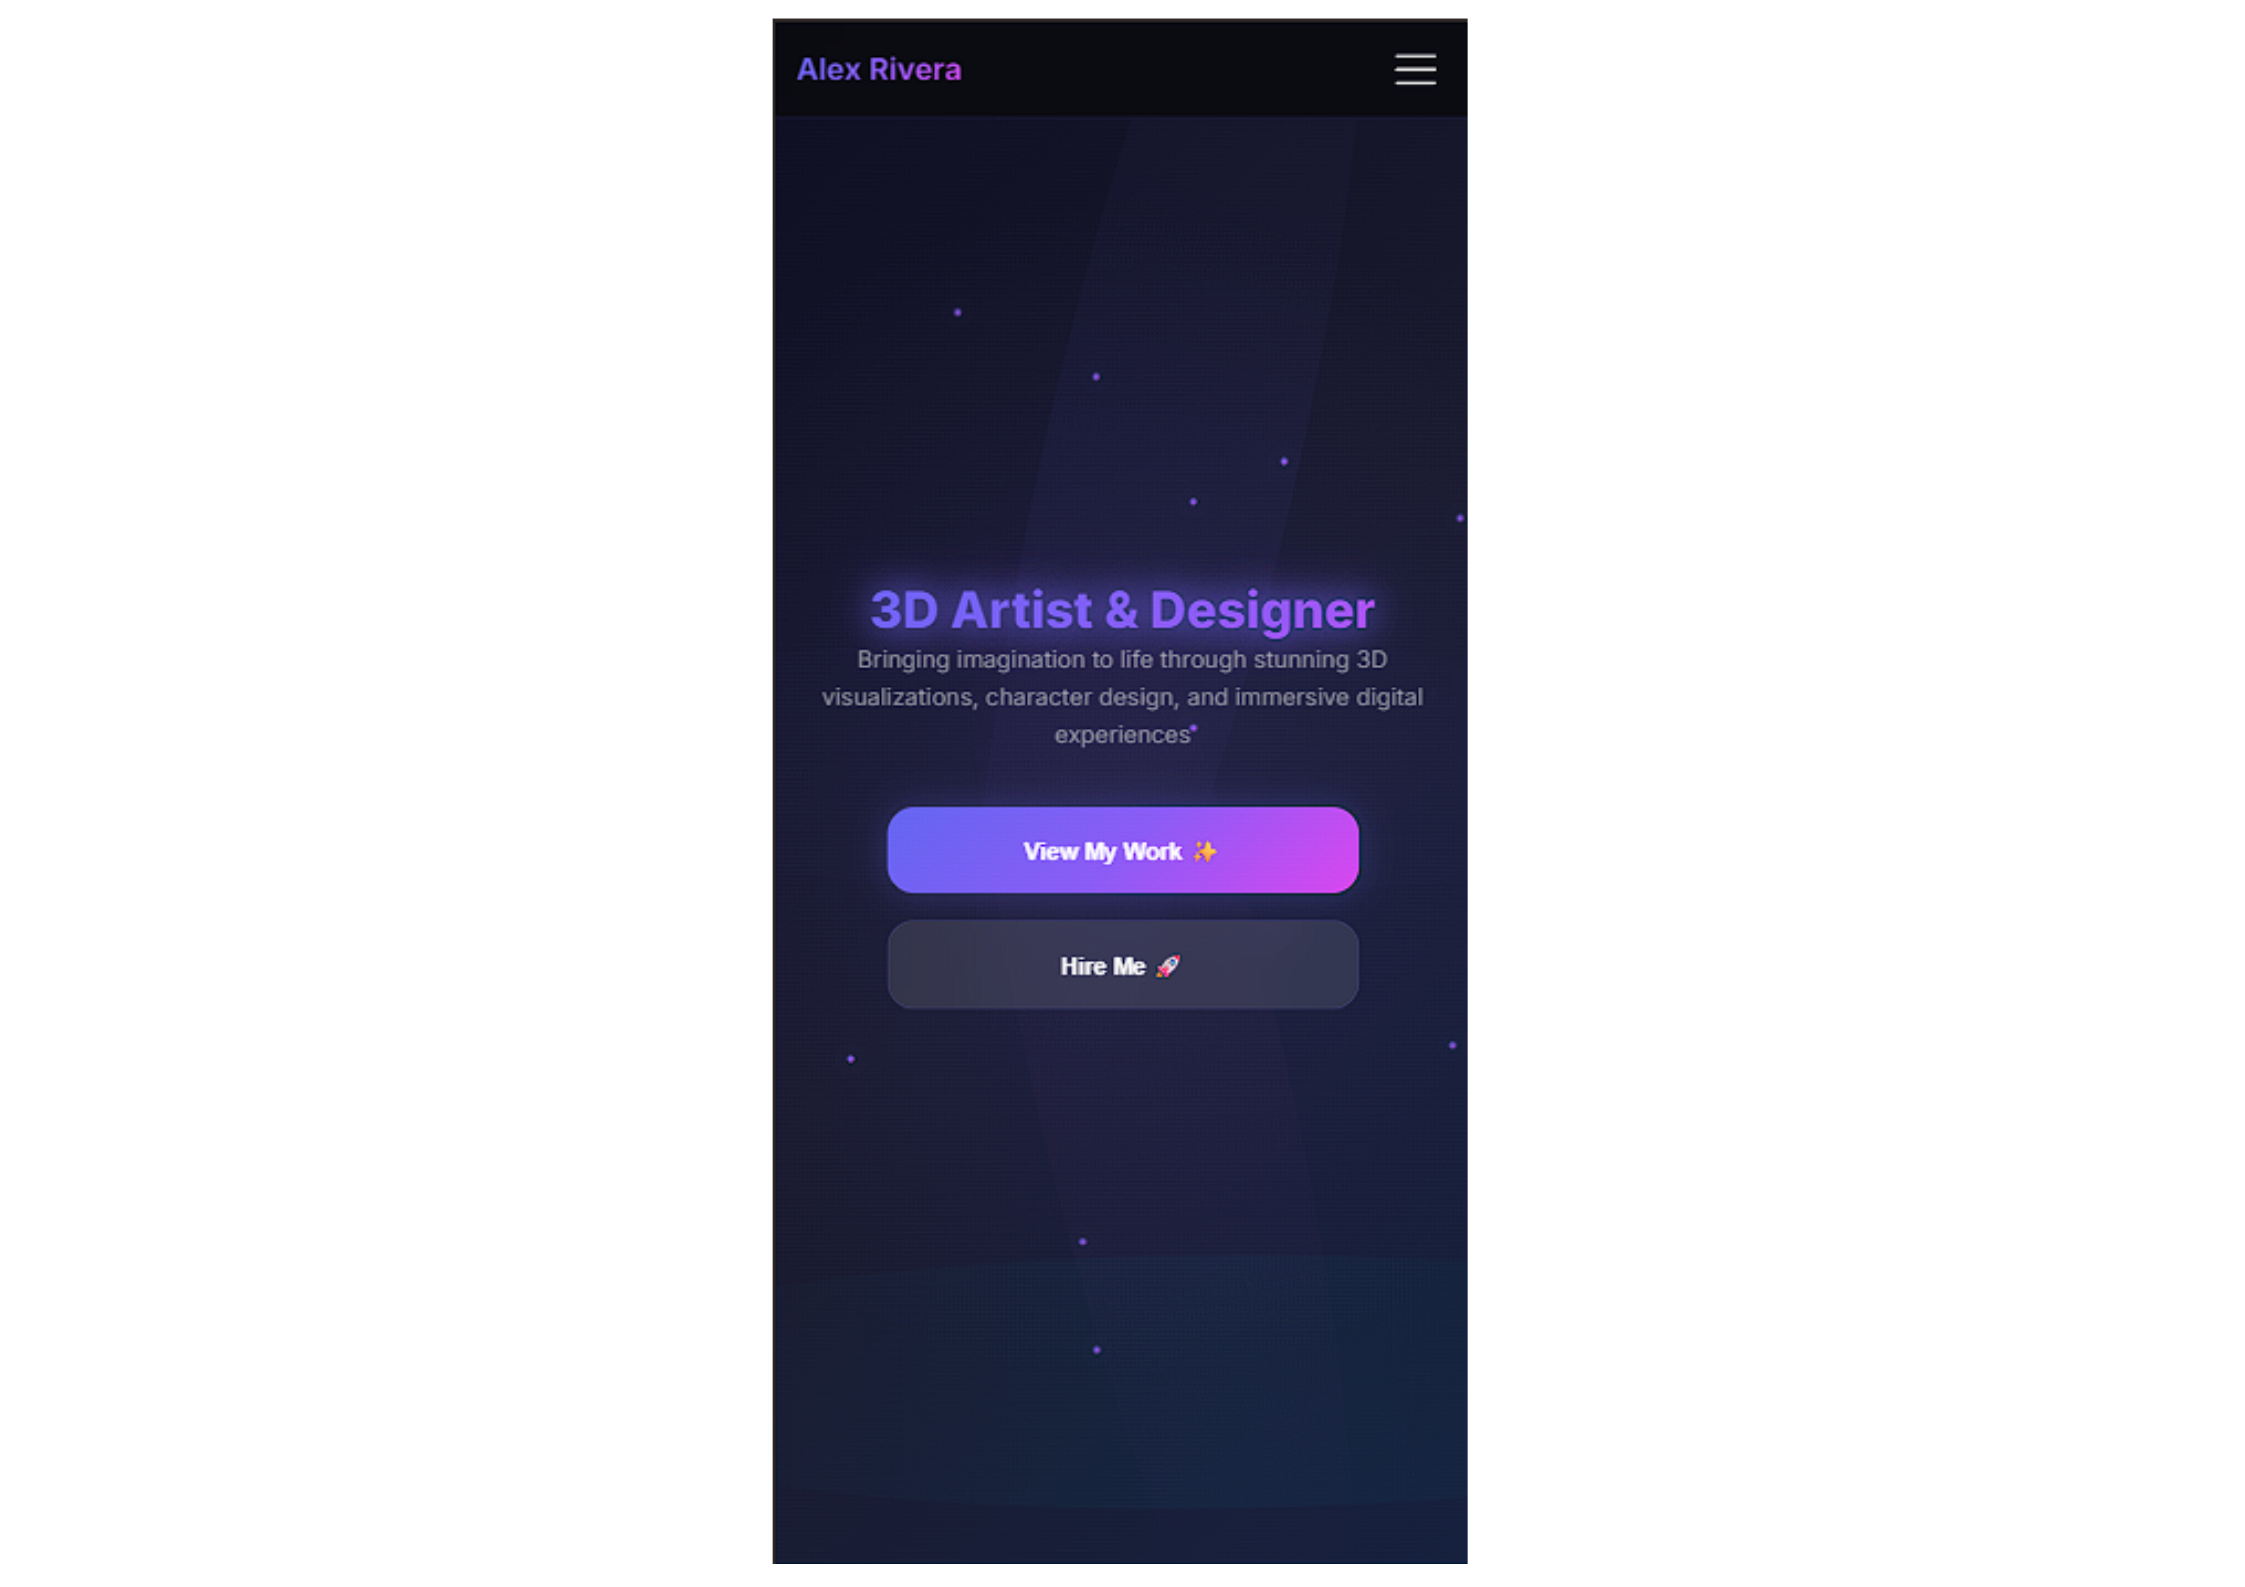 Alex Rivera
3D Artist & Designer
Bringing imagination to life through stunning 3D
visualizations, character design, and immersive digital
experiences
View My Work ✨
Hire Me 🚀